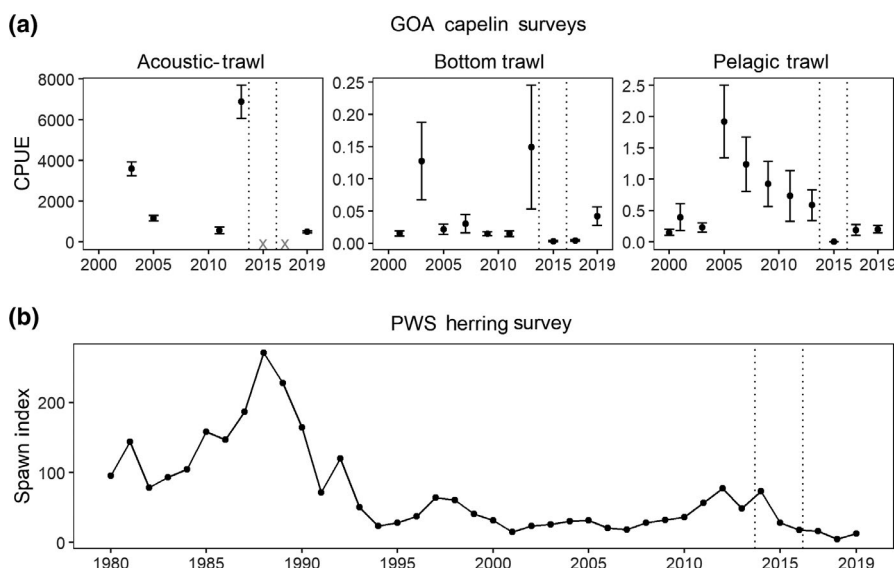 (a)
GOA capelin surveys
Acoustic-trawl Bottom trawl Pelagic trawl
CPUE
8000
6000
4000
2000
0
0.25
0.20
0.15
0.10
0.05
0.00
2.5
2.0
1.5
1.0
0.5
0.0
X X
2000 2005 2011 2015 2019 2000 2005 2010 2015 2019 2000 2005 2010 2015 2019
(b)
PWS herring survey
Spawn index
200
100
0
1980 1985 1990 1995 2000 2005 2010 2015 2019